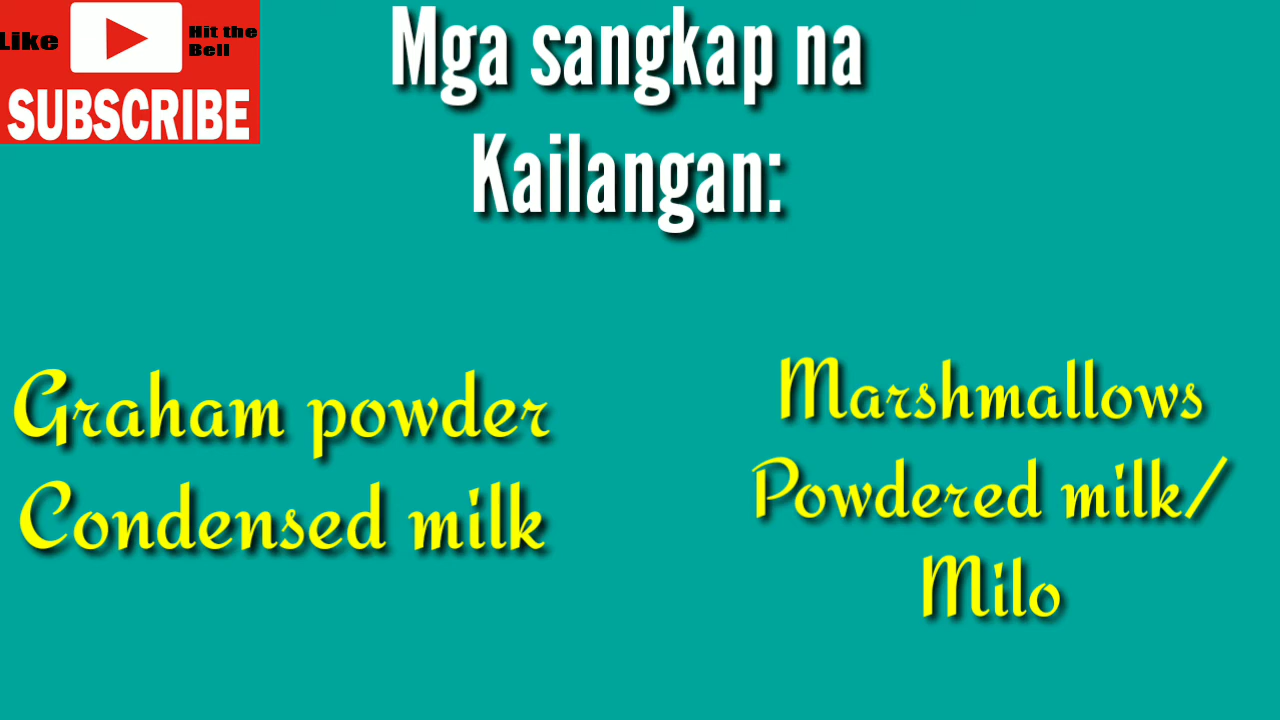 Like
Hit the
Bell
SUBSCRIBE
Mga sangkap na
Kailangan:
Graham powder
Condensed milk
Marshmallows
Powdered milk/
Milo